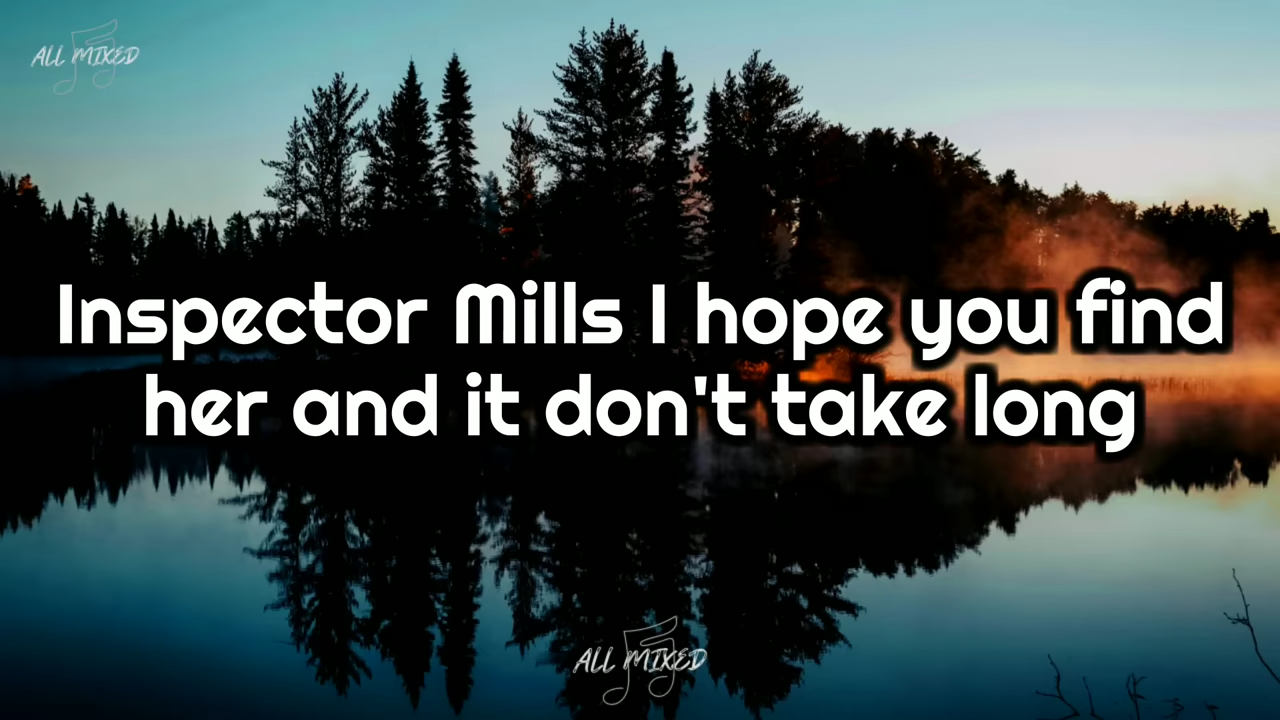 ALL MIXED
Inspector Mills I hope you find
her and it don't take long
ALL MIXED